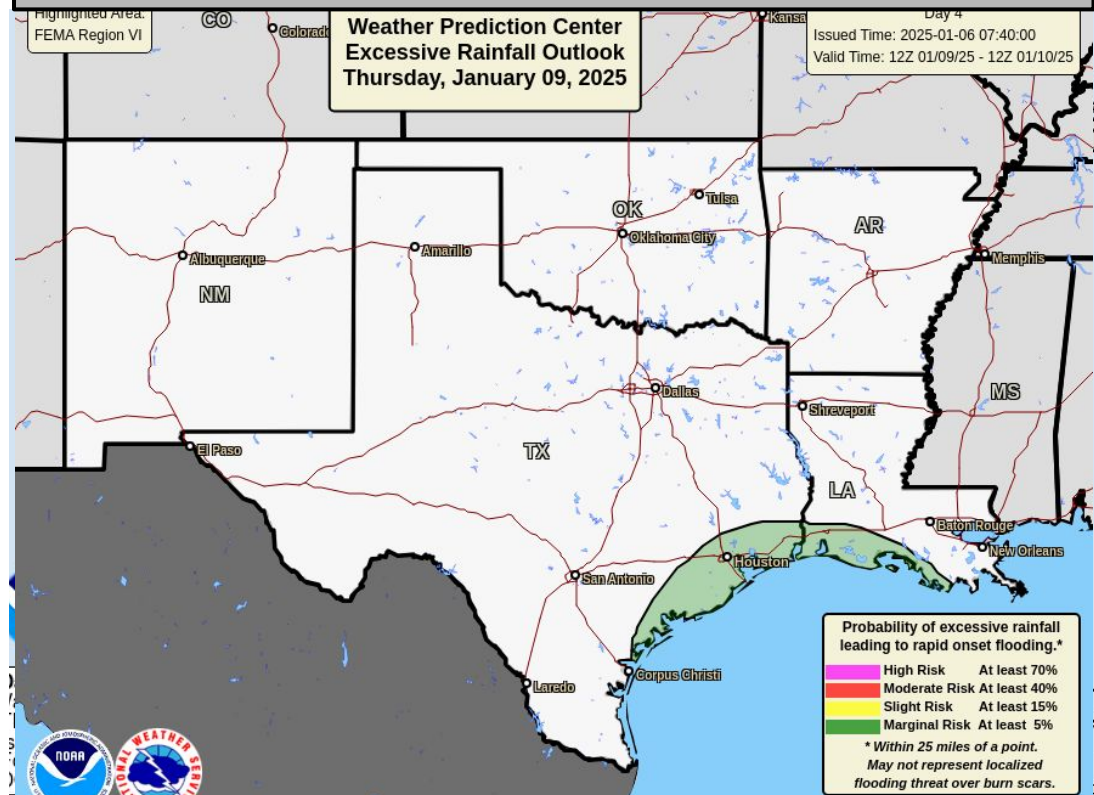 Highlighted Area:
FEMA Region VI
Weather Prediction Center
Excessive Rainfall Outlook
Thursday, January 09, 2025
Day 4
Issued Time: 2025-01-06 07:40:00
Valid Time: 12Z 01/09/25 - 12Z 01/10/25
CO
Colorad
Kansa
Tulsa
OK
Oklahoma City
AR
Amarillo
Albuquerque
Memphis
NM
Dallas
MS
Shreveport
El Paso
TX
LA
Baton Rouge
New Orleans
Houston
San Antonio
Corpus Christi
Laredo
Probability of excessive rainfall
leading to rapid onset flooding.*
High Risk At least 70%
Moderate Risk At least 40%
Slight Risk At least 15%
Marginal Risk At least 5%
* Within 25 miles of a point.
May not represent localized
flooding threat over burn scars.
NOAA
NATIONAL WEATHER SERV